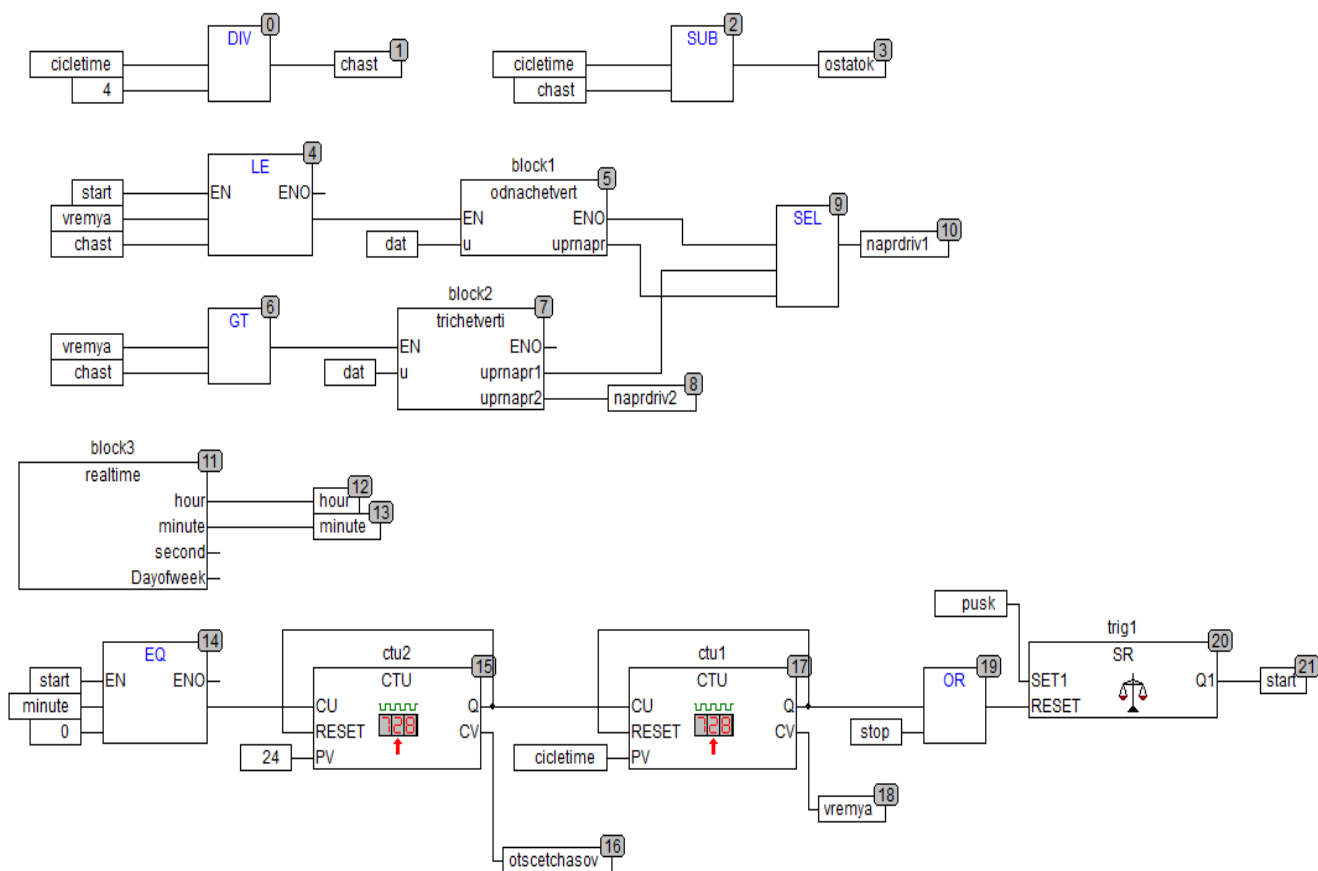 0
DIV
cicletime
4
1
chast
2
SUB
cicletime
chast
3
ostatok
4
LE
EN
ENO
start
vremya
chast
block1
5
odnachetvert
EN
ENO
u
uprnapr
dat
9
SEL
10
naprdriv1
6
GT
vremya
chast
block2
7
trichetverti
EN
ENO
u
uprnapr1
uprnapr2
dat
8
naprdriv2
block3
11
realtime
hour
minute
second
Dayofweek
12
hour
13
minute
14
EQ
EN
ENO
start
minute
0
ctu2
15
CTU
CU
Q
RESET
CV
PV
728
24
16
otscetchasov
ctu1
17
CTU
CU
Q
RESET
CV
PV
728
cicletime
18
vremya
19
OR
stop
pusk
trig1
20
SR
SET1
Q1
RESET
21
start